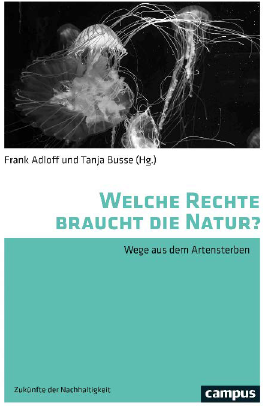 Frank Adloff und Tanja Busse (Hg.)
WELCHE RECHTE
BRAUCHT DIE NATUR?
Wege aus dem Artensterben
Zukünfte der Nachhaltigkeit
campus